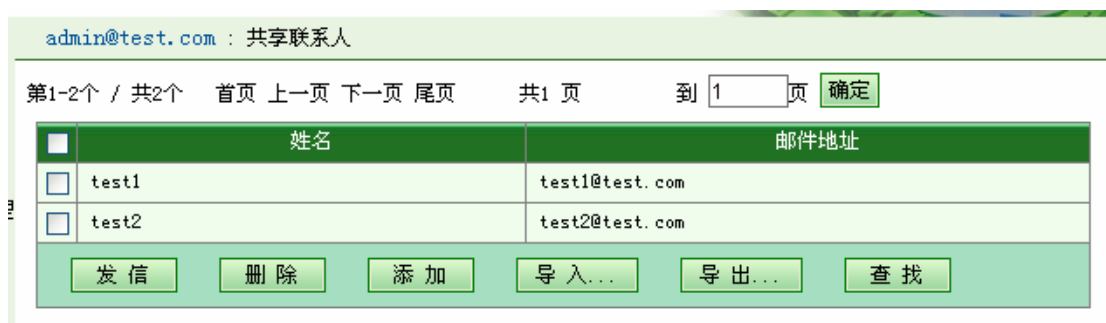 admin@test.com : 共享联系人
第1-2个 / 共2个 首页 上一页 下一页 尾页 共1 页 到 1 页 确定
姓名 邮件地址
test1 test1@test.com
test2 test2@test.com
发 信 删 除 添 加 导 入... 导 出... 查 找